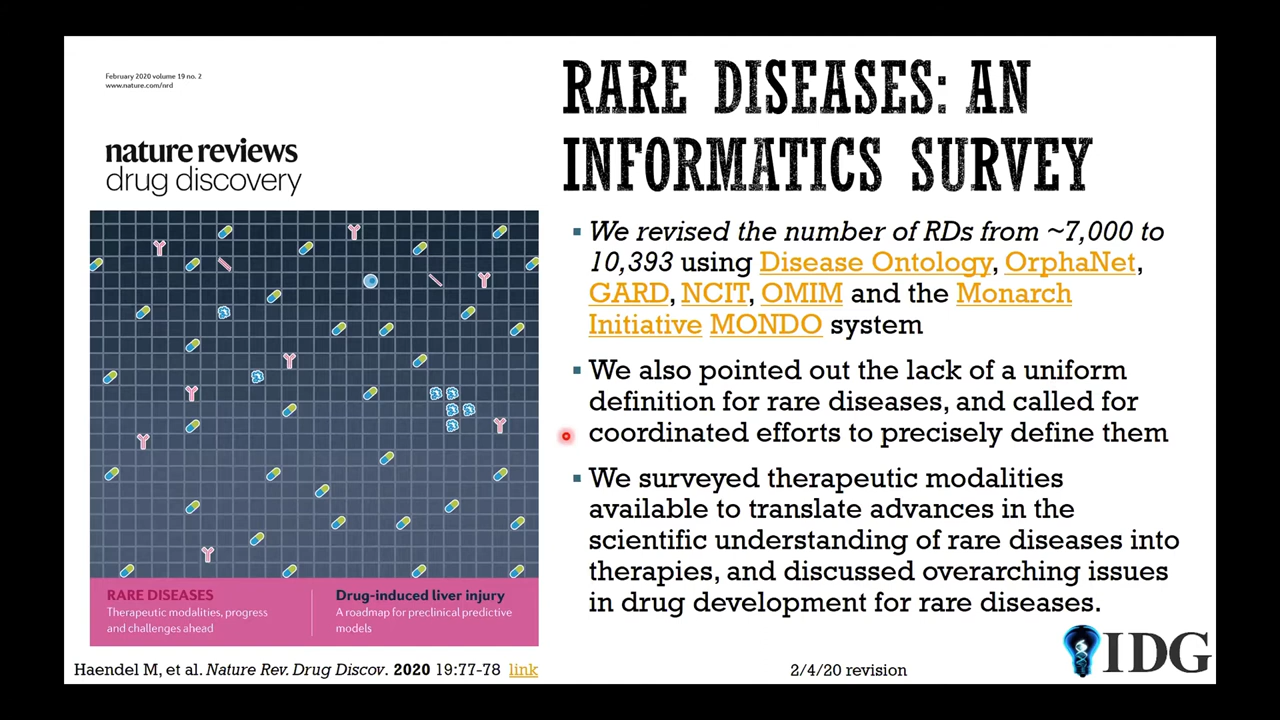 February 2020 volume 19 no. 2
www.nature.com/nrd
nature reviews
drug discovery
RARE DISEASES
Therapeutic modalities, progress
and challenges ahead
Drug-induced liver injury
A roadmap for preclinical predictive
models
Haendel M, et al. Nature Rev. Drug Discov. 2020 19:77-78 link
RARE DISEASES: AN
INFORMATICS SURVEY
▪ We revised the number of RDs from ~7,000 to
10,393 using Disease Ontology, OrphaNet,
GARD, NCIT, OMIM and the Monarch
Initiative MONDO system
▪ We also pointed out the lack of a uniform
definition for rare diseases, and called for
coordinated efforts to precisely define them
▪ We surveyed therapeutic modalities
available to translate advances in the
scientific understanding of rare diseases into
therapies, and discussed overarching issues
in drug development for rare diseases.
2/4/20 revision
IDG